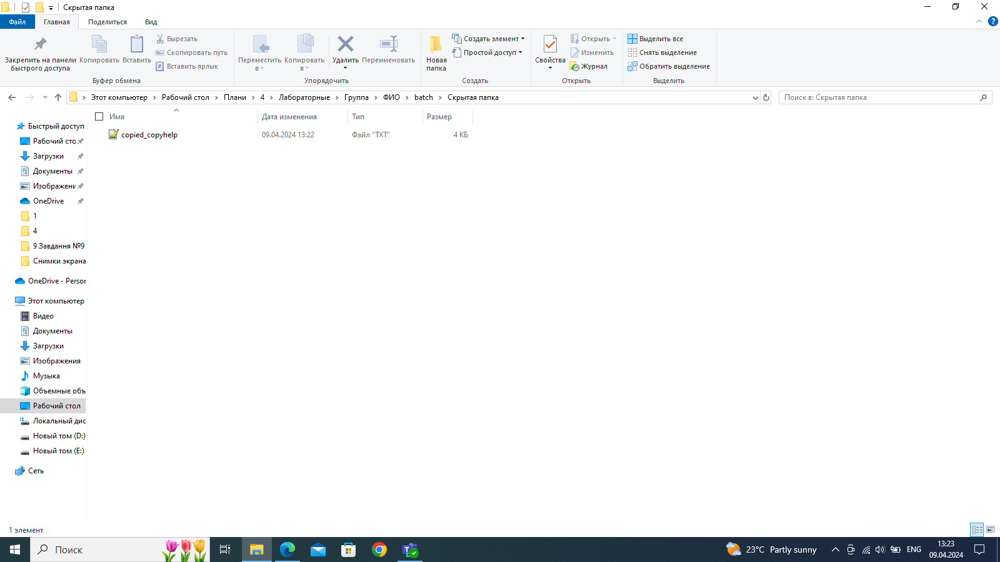 Скрытая папка
Файл Главная Поделиться Вид
Закрепить на панели быстрого доступа
Копировать
Вставить
Вырезать
Скопировать путь
Вставить ярлык
Буфер обмена
Переместить в
Копировать в
Удалить
Переименовать
Упорядочить
Новая папка
Создать элемент
Простой доступ
Создать
Свойства
Открыть
Изменить
Журнал
Открыть
Выделить все
Снять выделение
Обратить выделение
Выделить
Этот компьютер Рабочий стол Плани 4 Лабораторные Группа ФИО batch Скрытая папка
Поиск в: Скрытая папка
Имя Дата изменения Тип Размер
copied_copyhelp 09.04.2024 13:22 Файл "TXT" 4 КБ
Быстрый доступ
Рабочий сто
Загрузки
Документы
Изображени
OneDrive
1
4
9 Завдання №9
Снимки экрана
OneDrive - Person
Этот компьютер
Видео
Документы
Загрузки
Изображения
Музыка
Объемные объ
Рабочий стол
Локальный дис
Новый том (D:)
Новый том (E:)
Сеть
1 элемент
Поиск
23°C Partly sunny
ENG
13:23
09.04.2024